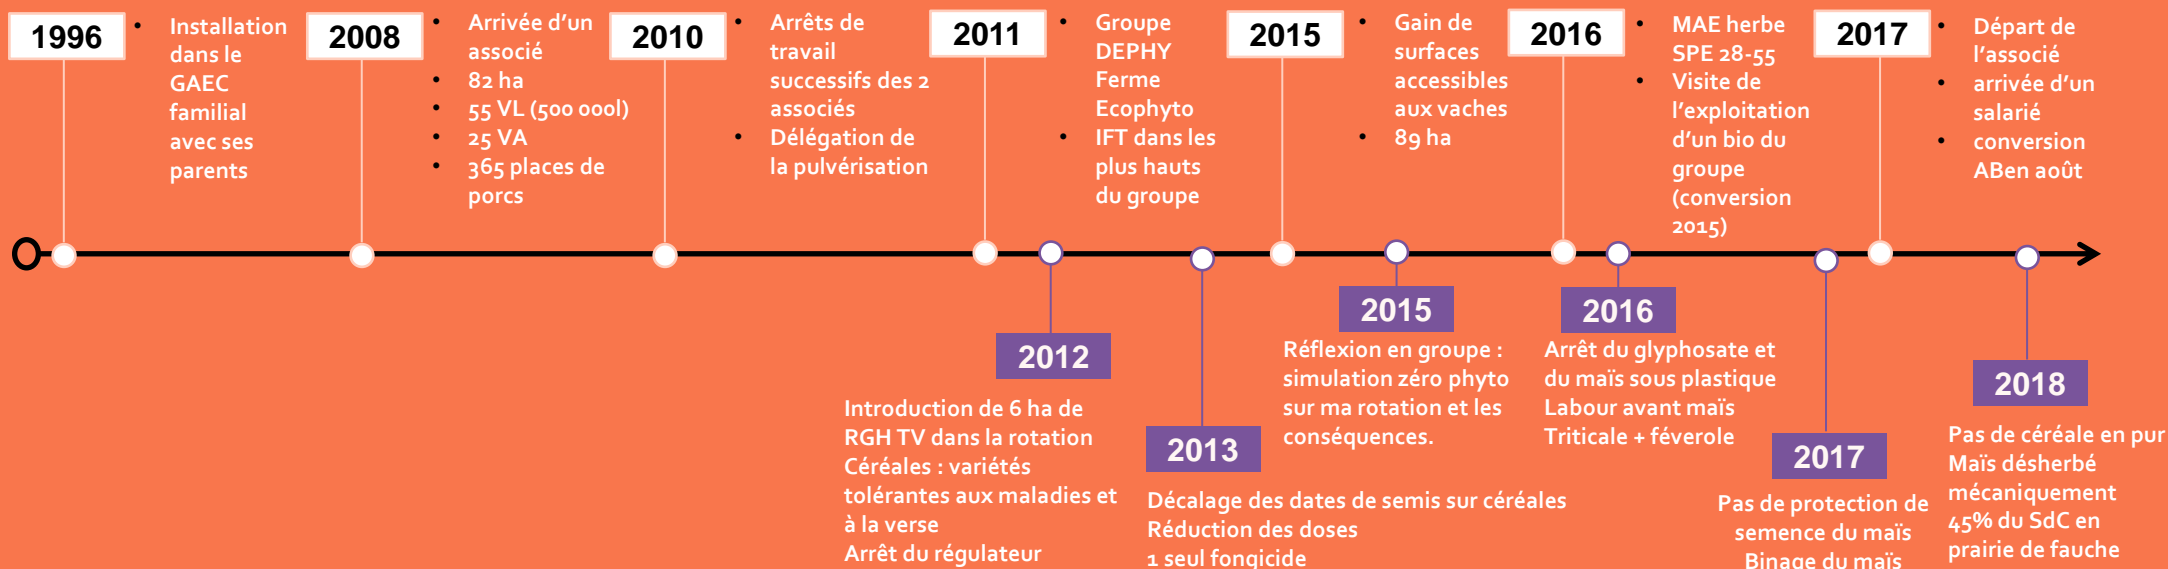 1996
Installation
dans le
GAEC
familial
avec ses
parents
2008
Arrivée d'un
associé
82 ha
55 VL (500 000l)
25 VA
365 places de
porcs
2010
Arrêts de
travail
successifs des 2
associés
Délégation de
la pulvérisation
2011
Groupe
DEPHY
Ferme
Ecophyto
IFT dans les
plus hauts
du groupe
2015
Gain de
surfaces
accessibles
aux vaches
89 ha
2016
MAE herbe
SPE 28-55
Visite de
l'exploitation
d'un bio du
groupe
(conversion
2015)
2017
Départ de
l'associé
arrivée d'un
salarié
conversion
ABen août
2012
Introduction de 6 ha de
RGH TV dans la rotation
Céréales : variétés
tolérantes aux maladies et
à la verse
Arrêt du régulateur
2013
Décalage des dates de semis sur céréales
Réduction des doses
1 seul fongicide
2015
Réflexion en groupe :
simulation zéro phyto
sur ma rotation et les
conséquences.
2016
Arrêt du glyphosate et
du maïs sous plastique
Labour avant maïs
Triticale + féverole
2017
Pas de protection de
semence du maïs
Binage du maïs
2018
Pas de céréale en pur
Maïs désherbé
mécaniquement
45% du SdC en
prairie de fauche